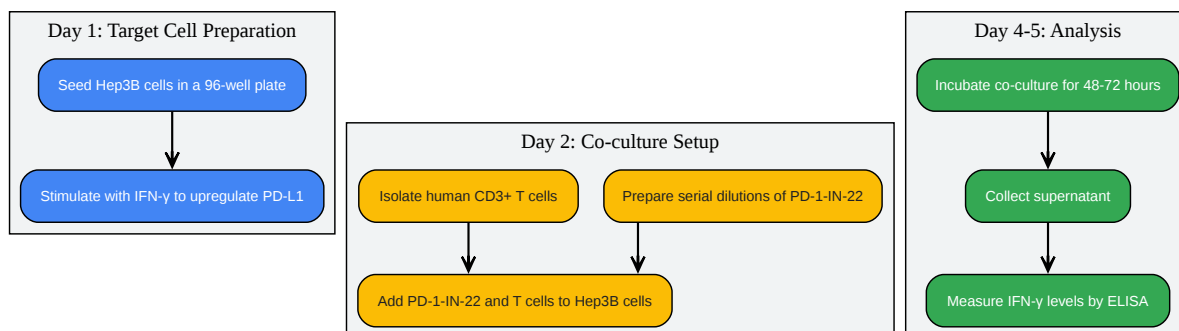 Day 1: Target Cell Preparation
Seed Hep3B cells in a 96-well plate
Stimulate with IFN-γ to upregulate PD-L1
Day 2: Co-culture Setup
Isolate human CD3+ T cells
Prepare serial dilutions of PD-1-IN-22
Add PD-1-IN-22 and T cells to Hep3B cells
Day 4-5: Analysis
Incubate co-culture for 48-72 hours
Collect supernatant
Measure IFN-γ levels by ELISA